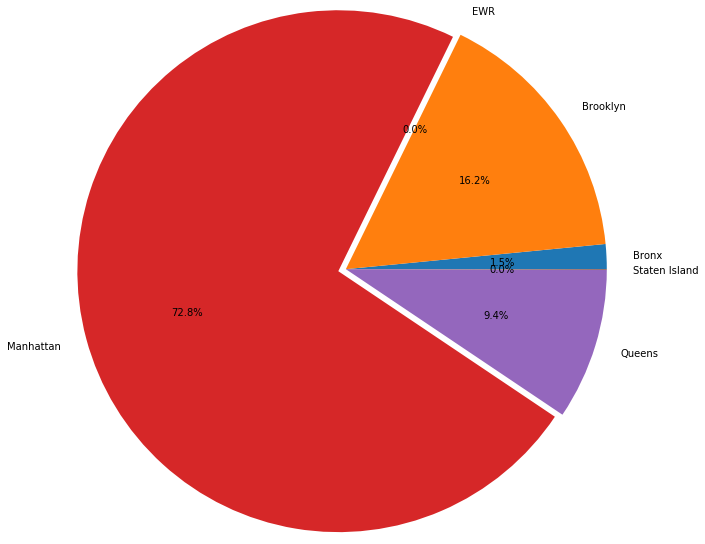 EWR
Brooklyn
0.0%
16.2%
Bronx
1.5%
0.0%
Staten Island
72.8%
9.4%
Manhattan
Queens